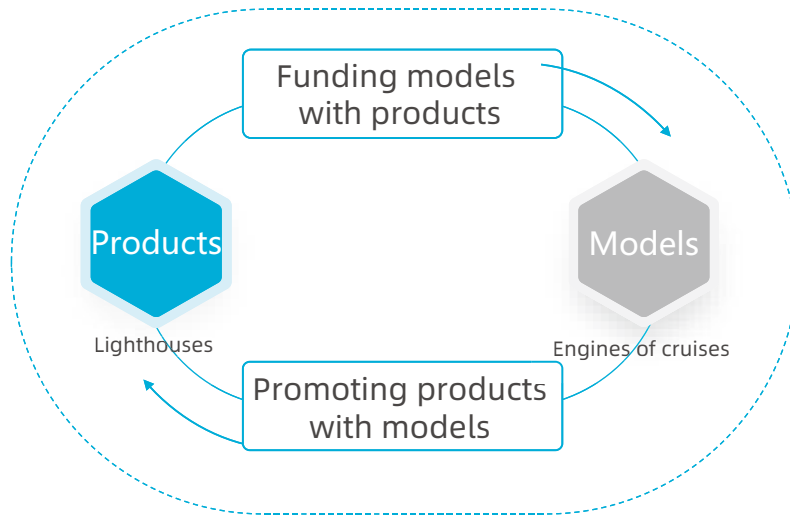 Funding models
with products
Products
Models
Lighthouses
Engines of cruises
Promoting products
with models